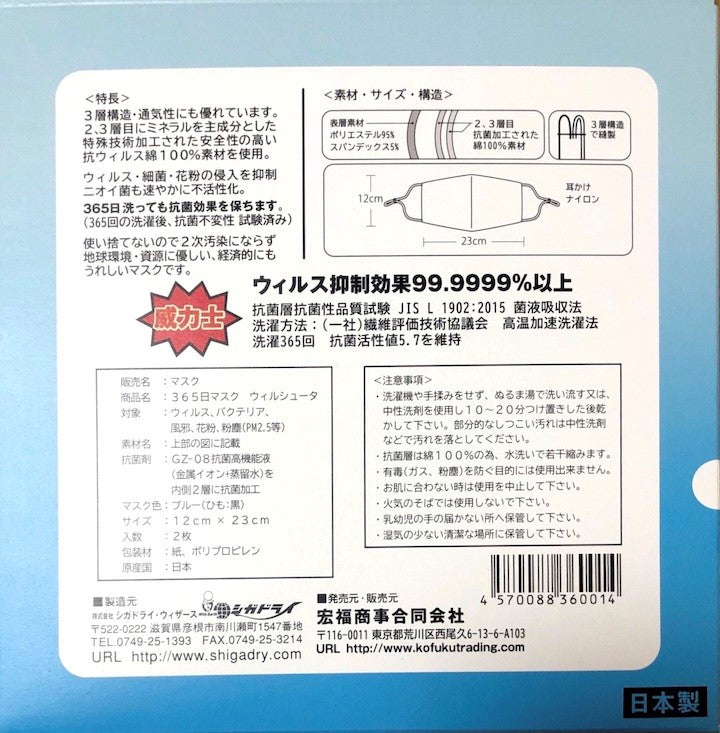 <特長>
3層構造・通気性にも優れています。
2、3層目にミネラルを主成分とした
特殊技術加工された安全性の高い
抗ウィルス綿100%素材を使用。
ウィルス・細菌・花粉の侵入を抑制
ニオイ菌も速やかに不活性化。
365日洗っても抗菌効果を保ちます。
(365回の洗濯後、抗菌不変性 試験済み)
使い捨てないので2次汚染にならず
地球環境・資源に優しい、経済的にも
うれしいマスクです。
<素材・サイズ・構造>
表層素材
ポリエステル95%
スパンデックス5%
2、3層目
抗菌加工された
綿100%素材
3層構造
で縫製
12cm
23cm
耳かけ
ナイロン
威力士
ウィルス抑制効果99.9999%以上
抗菌層抗菌性品質試験 JIS L 1902:2015 菌液吸収法
洗濯方法:(一社)繊維評価技術協議会 高温加速洗濯法
洗濯365回 抗菌活性値5.7を維持
販売名:マスク
商品名:365日マスク ウィルシュータ
対象:ウィルス、バクテリア、
風邪、花粉、粉塵(PM2.5等)
素材名:上部の図に記載
抗菌剤:GZ-08抗菌高機能液
(金属イオン+蒸留水)を
内側2層に抗菌加工
マスク色:ブルー(ひも:黒)
サイズ:12cm × 23cm
入数:2枚
包装材:紙、ポリプロピレン
原産国:日本
<注意事項>
・洗濯機や手揉みをせず、ぬるま湯で洗い流す又は、
中性洗剤を使用し10~20分つけ置きした後乾
かして下さい。部分的なしつこい汚れは中性洗剤
などで汚れを落としてください。
・抗菌層は綿100%の為、水洗いで若干縮みます。
・有毒(ガス、粉塵)を防ぐ目的には使用出来ません。
・お肌に合わない時は使用を中止して下さい。
・火気のそばでは使用しないで下さい。
・乳幼児の手の届かない所へ保管して下さい。
・湿気の少ない清潔な場所に保管して下さい。
■製造元
株式会社 シガドライ・ウィザース シガドライ
〒522-0222 滋賀県彦根市南川瀬町1547番地
TEL.0749-25-1393 FAX.0749-25-3214
URL http://www.shigadry.com
■発売元・販売元
宏福商事合同会社
〒116-0011 東京都荒川区西尾久6-13-6-A103
URL http://www.kofukutrading.com
4 570088 360014
日本製